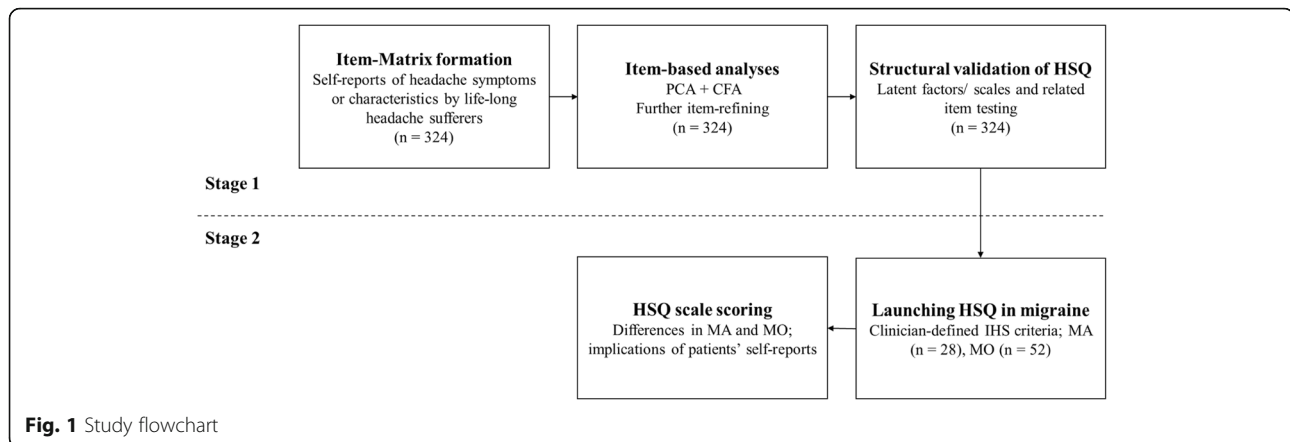 Item-Matrix formation
Self-reports of headache symptoms
or characteristics by life-long
headache sufferers
(n = 324)
Item-based analyses
PCA + CFA
Further item-refining
(n = 324)
Structural validation of HSQ
Latent factors/ scales and related
item testing
(n = 324)
Stage 1
Stage 2
HSQ scale scoring
Differences in MA and MO;
implications of patients' self-reports
Launching HSQ in migraine
Clinician-defined IHS criteria; MA
(n = 28), MO (n = 52)
Fig. 1 Study flowchart